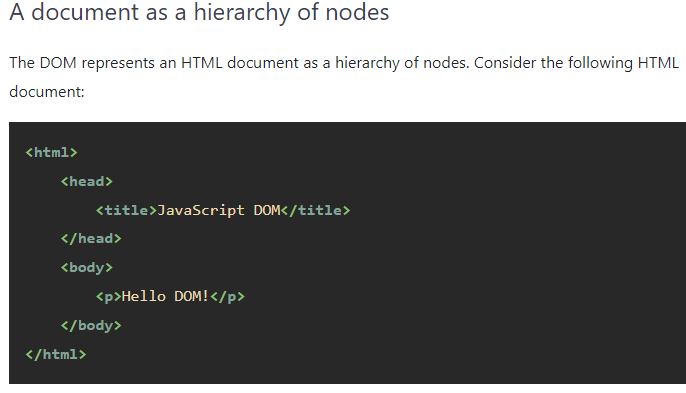 A document as a hierarchy of nodes
The DOM represents an HTML document as a hierarchy of nodes. Consider the following HTML
document:
<html>
    <head>
        <title>JavaScript DOM</title>
    </head>
    <body>
        <p>Hello DOM!</p>
    </body>
</html>